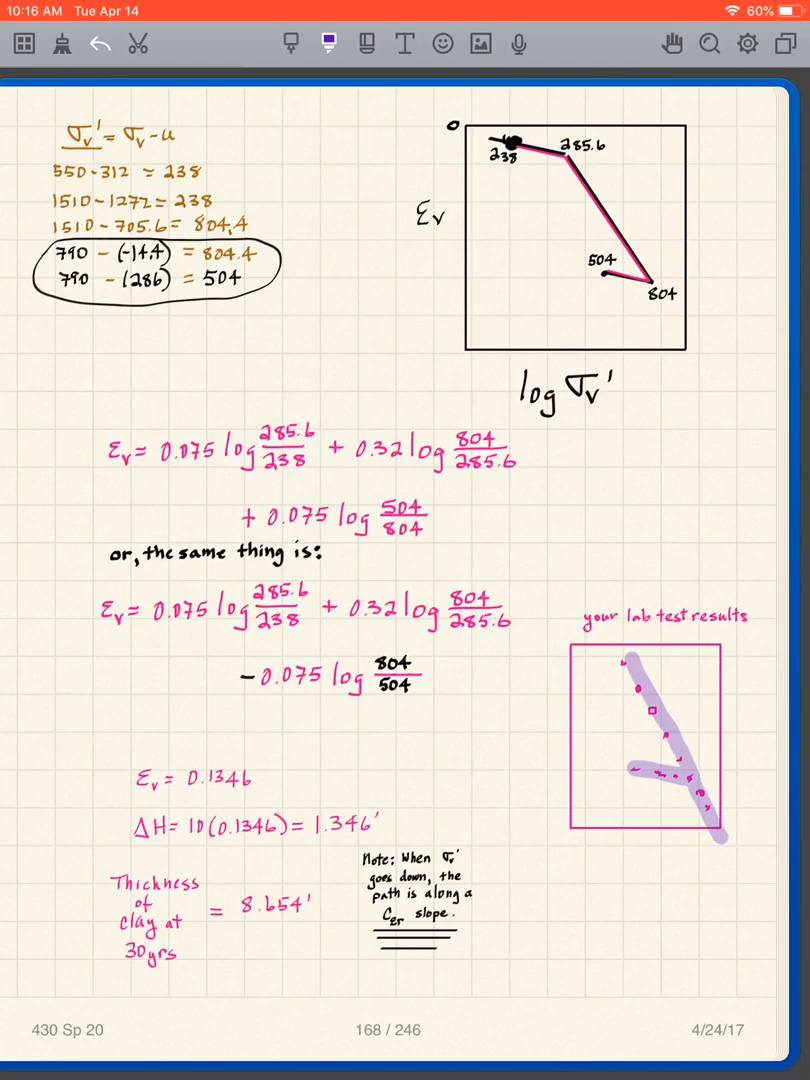 10:16 AM Tue Apr 14
60%
σv' = σv - u
550 - 312 = 238
1510 - 1272 = 238
1510 - 705.6 = 804.4
790 - (-14.4) = 804.4
790 - (286) = 504
0
238
285.6
εv
504
804
log σv'
εv = 0.075 log 285.6/238 + 0.32 log 804/285.6
+ 0.075 log 504/804
or, the same thing is:
εv = 0.075 log 285.6/238 + 0.32 log 804/285.6
- 0.075 log 804/504
your lab test results
εv = 0.1346
ΔH = 10(0.1346) = 1.346'
Thickness
of
clay at
30yrs
= 8.654'
Note: When σv'
goes down, the
path is along a
Cεr slope.
430 Sp 20
168 / 246
4/24/17